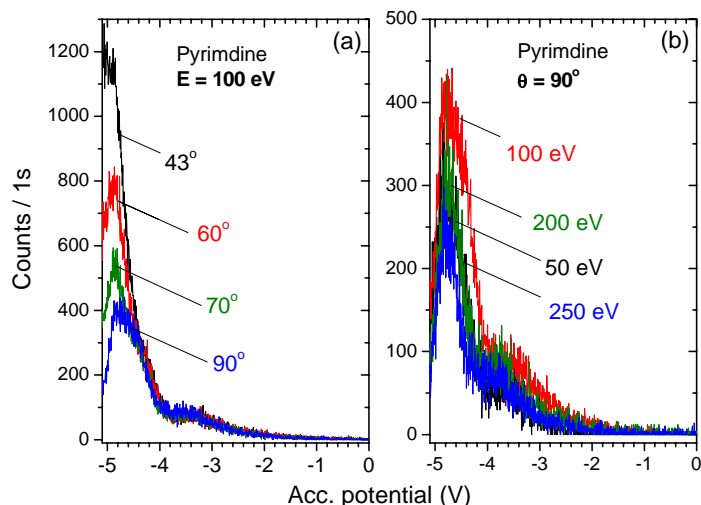 (a)
Pyrimdine
E = 100 eV
43°
60°
70°
90°
1200
1000
800
600
400
200
0
-5
-4
-3
-2
-1
0
Counts / 1s
(b)
Pyrimdine
θ = 90°
100 eV
200 eV
50 eV
250 eV
500
400
300
200
100
0
-5
-4
-3
-2
-1
0
Acc. potential (V)